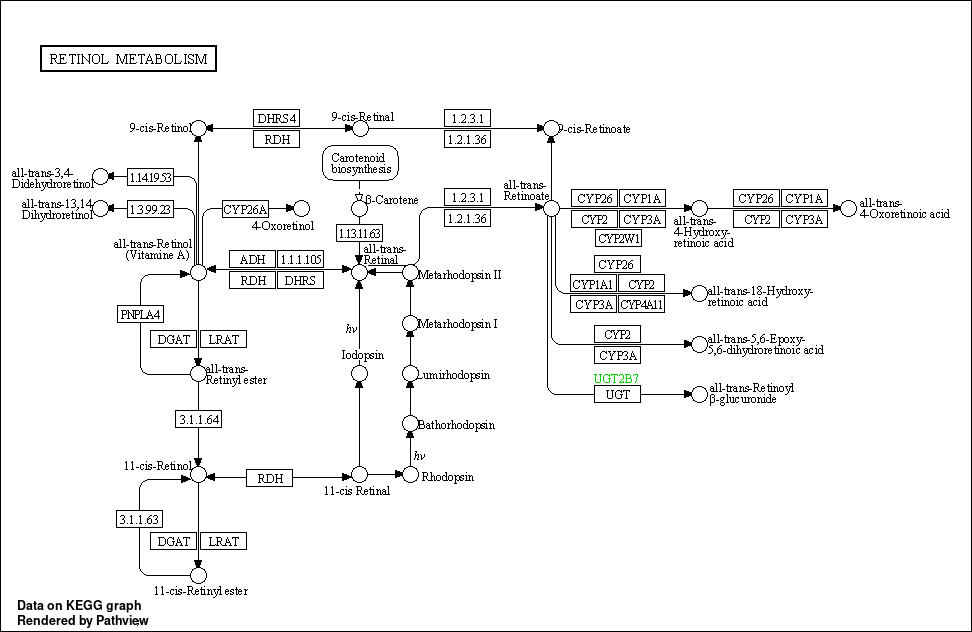 RETINOL METABOLISM
9-cis-Retinol
DHRS4
RDH
9-cis-Retinal
1.2.3.1
1.2.1.36
9-cis-Retinoate
Carotenoid
biosynthesis
all-trans-3,4-
Didehydroretinol
1.14.19.53
all-trans-13,14-
Dihydroretinol
1.3.99.23
CYP26A
4-Oxoretinol
β-Carotene
1.13.11.63
all-trans-
Retinal
1.2.3.1
1.2.1.36
all-trans-
Retinoate
CYP26
CYP1A
CYP2
CYP3A
CYP2W1
all-trans-
4-Hydroxy-
retinoic acid
CYP26
CYP1A
CYP2
CYP3A
all-trans-
4-Oxoretinoic acid
all-trans-Retinol
(Vitamine A)
ADH
1.1.1.105
RDH
DHRS
Metarhodopsin II
CYP26
CYP1A1
CYP2
CYP3A
CYP4A11
all-trans-18-Hydroxy-
retinoic acid
PNPLA4
DGAT
LRAT
hν
Metarhodopsin I
CYP2
CYP3A
all-trans-5,6-Epoxy-
5,6-dihydroretinoic acid
Iodopsin
all-trans-
Retinyl ester
Lumirhodopsin
UGT2B7
UGT
all-trans-Retinoyl
β-glucuronide
3.1.1.64
Bathorhodopsin
hν
11-cis-Retinol
RDH
11-cis Retinal
Rhodopsin
3.1.1.63
DGAT
LRAT
11-cis-Retinyl ester
Data on KEGG graph
Rendered by Pathview